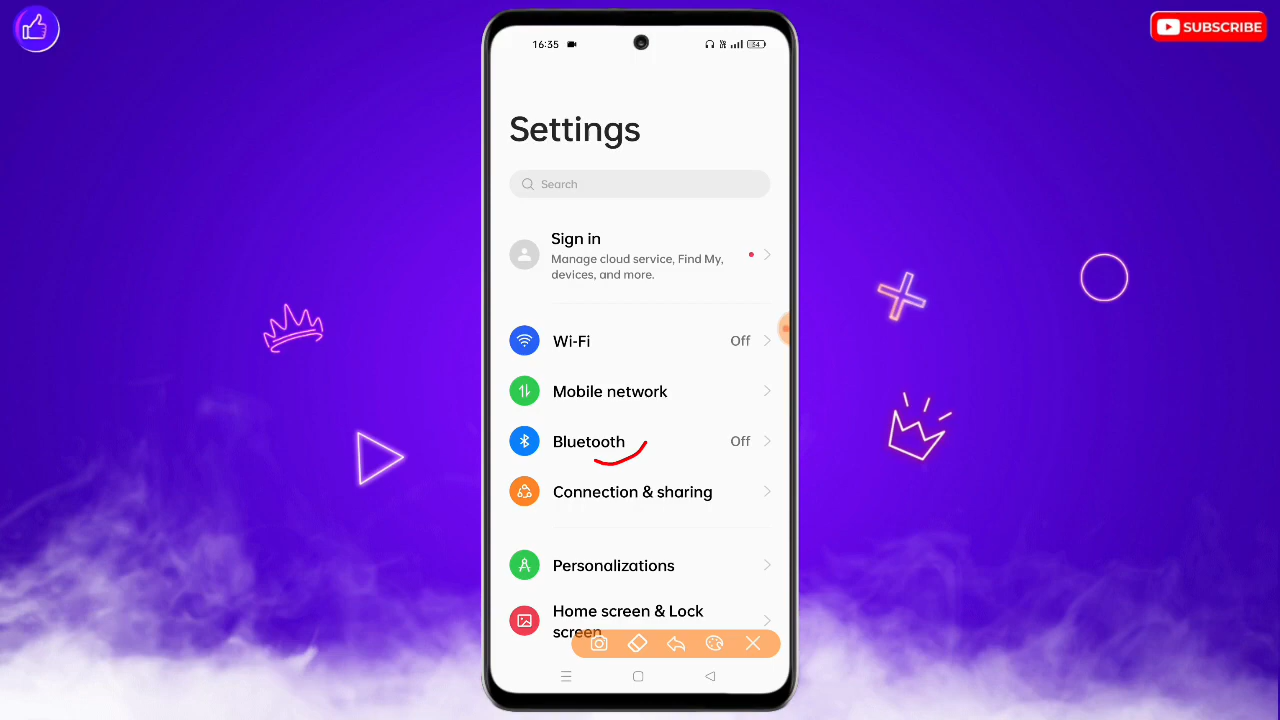 SUBSCRIBE
16:35
54
Settings
Search
Sign in
Manage cloud service, Find My,
devices, and more.
Wi-Fi Off
Mobile network
Bluetooth Off
Connection & sharing
Personalizations
Home screen & Lock
screen